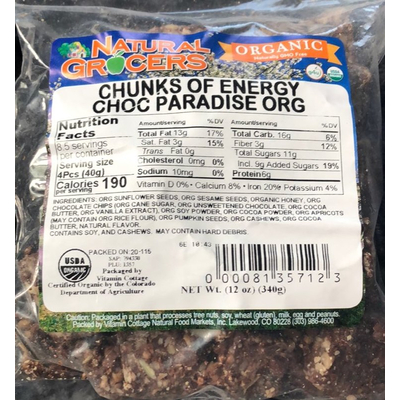 NATURAL GROCERS
ORGANIC
Naturally GMO Free
CHUNKS OF ENERGY
CHOC PARADISE ORG
Nutrition Facts
8.5 servings per container
Serving size
4Pcs (40g)
Calories 190
per serving
Amount/serving %DV
Total Fat 13g 17%
Sat. Fat 3g 15%
Trans Fat 0g
Cholesterol 0mg 0%
Sodium 10mg 0%
Amount/serving %DV
Total Carb. 16g 6%
Fiber 3g 12%
Total Sugars 11g
Incl. 9g Added Sugars 19%
Protein 6g
Vitamin D 0% • Calcium 8% • Iron 20% Potassium 4%
INGREDIENTS: ORG SUNFLOWER SEEDS, ORG SESAME SEEDS, ORGANIC HONEY, ORG
CHOCOLATE CHIPS (ORG CANE SUGAR, ORG UNSWEETENED CHOCOLATE, ORG COCOA
BUTTER, ORG VANILLA EXTRACT), ORG SOY POWDER, ORG COCOA POWDER, ORG APRICOTS
(MAY CONTAIN ORG RICE FLOUR), ORG PUMPKIN SEEDS, ORG CASHEWS, ORG COCOA
BUTTER, NATURAL FLAVOR.
CONTAINS SOY, AND CASHEWS. MAY CONTAIN HARD DEBRIS.
USDA
ORGANIC
PACKED ON: 20-115
PLU: 1357
Packaged by
Vitamin Cottage
Certified Organic by the Colorado
Department of Agriculture
SE 10:43
0 00081 35712 3
NET WT. (12 oz) (340g)
Caution: Packaged in a plant that processes tree nuts, soy, wheat (gluten), milk, egg and peanuts.
Packed by Vitamin Cottage Natural Food Markets, Inc. Lakewood, CO 80228 (303) 986-4600